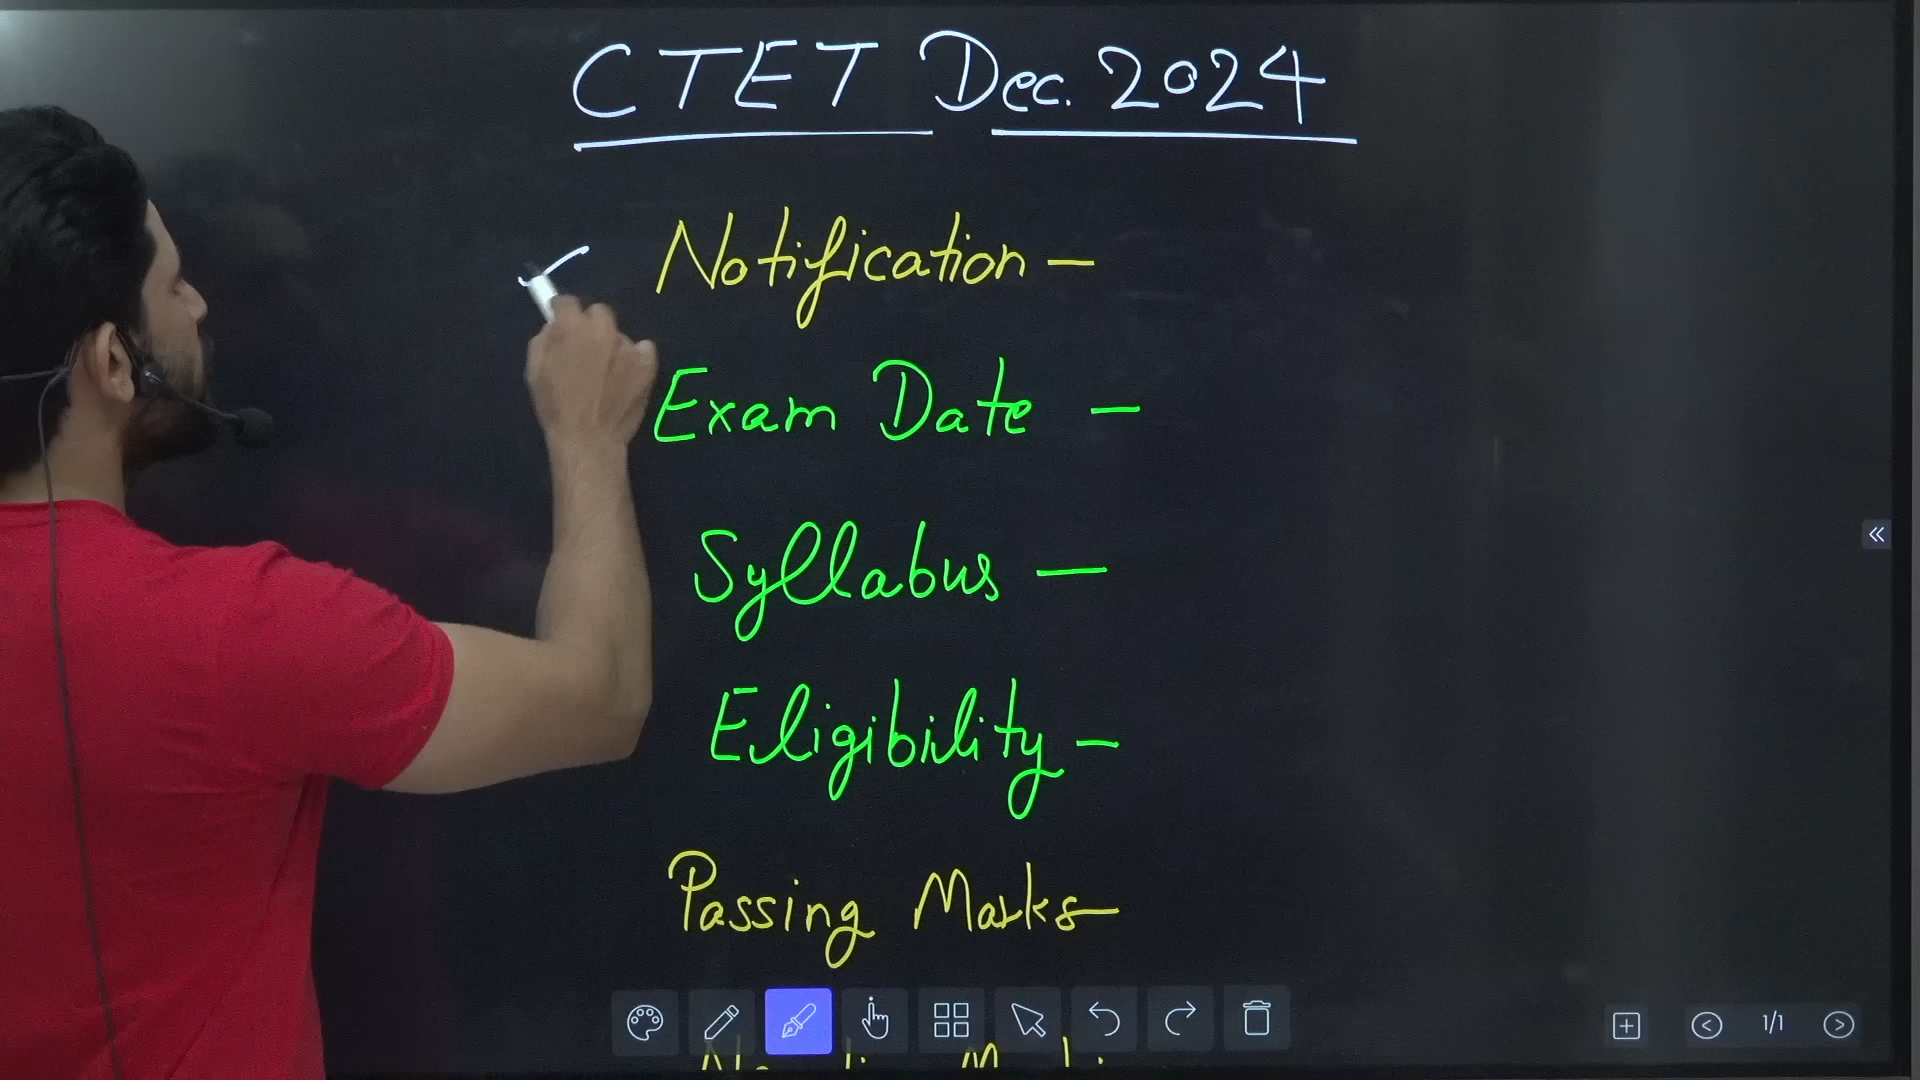 CTET Dec. 2024
Notification -
Exam Date -
Syllabus -
Eligibility -
Passing Marks -
1/1